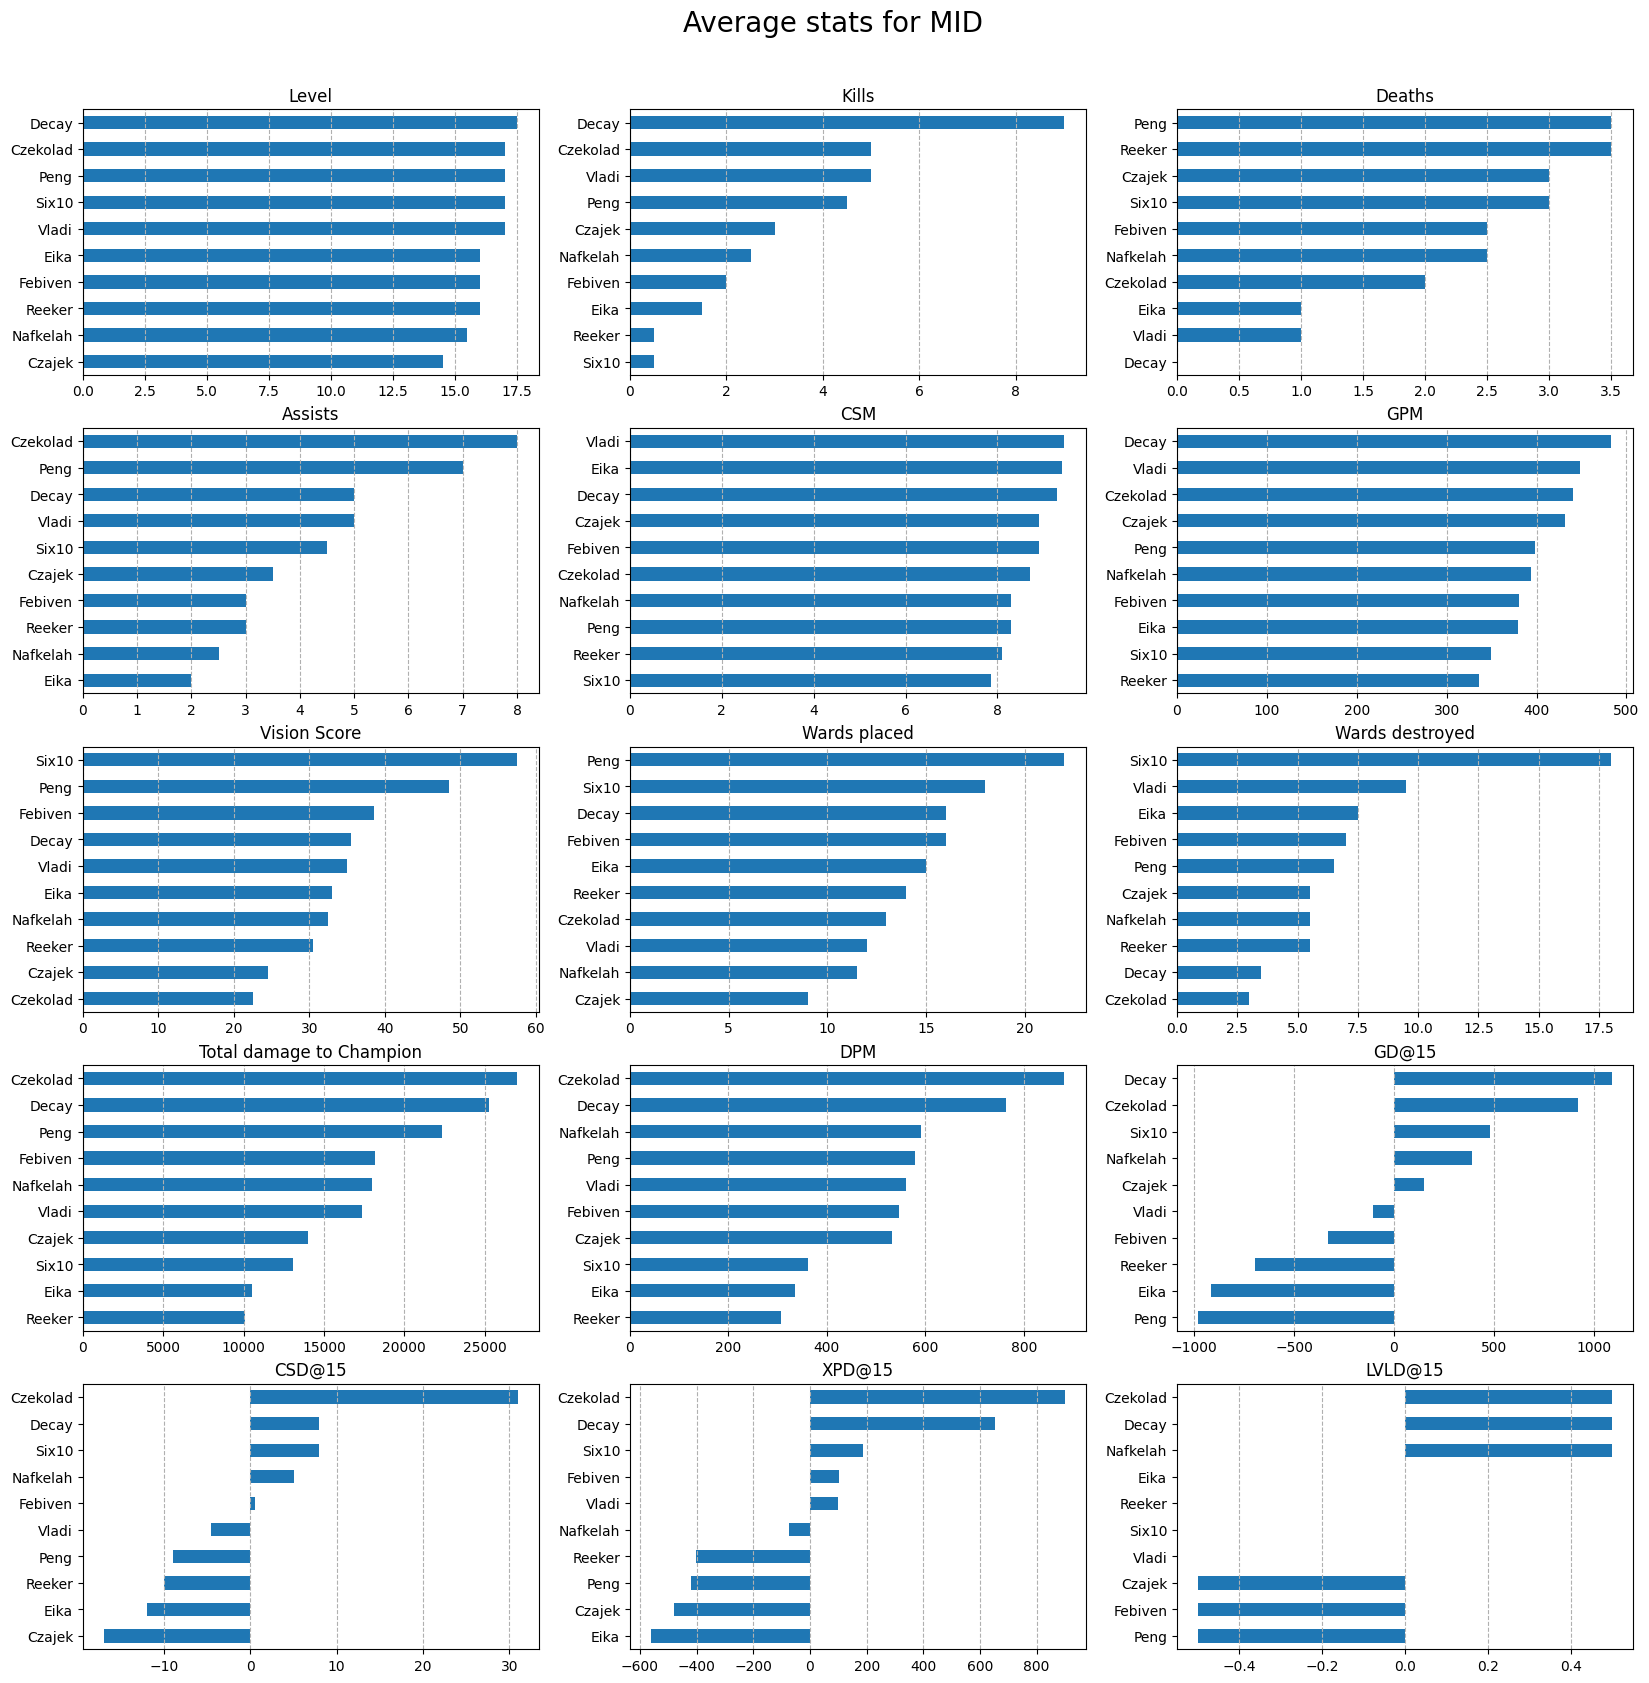 Average stats for MID
Level
Decay
Czekolad
Peng
Six10
Vladi
Eika
Febiven
Reeker
Nafkelah
Czajek
0.0 2.5 5.0 7.5 10.0 12.5 15.0 17.5
Kills
Decay
Czekolad
Vladi
Peng
Czajek
Nafkelah
Febiven
Eika
Reeker
Six10
0 2 4 6 8
Deaths
Peng
Reeker
Czajek
Six10
Febiven
Nafkelah
Czekolad
Eika
Vladi
Decay
0.0 0.5 1.0 1.5 2.0 2.5 3.0 3.5
Assists
Czekolad
Peng
Decay
Vladi
Six10
Czajek
Febiven
Reeker
Nafkelah
Eika
0 1 2 3 4 5 6 7 8
CSM
Vladi
Eika
Decay
Czajek
Febiven
Czekolad
Nafkelah
Peng
Reeker
Six10
0 2 4 6 8
GPM
Decay
Vladi
Czekolad
Czajek
Peng
Nafkelah
Febiven
Eika
Six10
Reeker
0 100 200 300 400 500
Vision Score
Six10
Peng
Febiven
Decay
Vladi
Eika
Nafkelah
Reeker
Czajek
Czekolad
0 10 20 30 40 50 60
Wards placed
Peng
Six10
Decay
Febiven
Eika
Reeker
Czekolad
Vladi
Nafkelah
Czajek
0 5 10 15 20
Wards destroyed
Six10
Vladi
Eika
Febiven
Peng
Czajek
Nafkelah
Reeker
Decay
Czekolad
0.0 2.5 5.0 7.5 10.0 12.5 15.0 17.5
Total damage to Champion
Czekolad
Decay
Peng
Febiven
Nafkelah
Vladi
Czajek
Six10
Eika
Reeker
0 5000 10000 15000 20000 25000
DPM
Czekolad
Decay
Nafkelah
Peng
Vladi
Febiven
Czajek
Six10
Eika
Reeker
0 200 400 600 800
GD@15
Decay
Czekolad
Six10
Nafkelah
Czajek
Vladi
Febiven
Reeker
Eika
Peng
−1000 −500 0 500 1000
CSD@15
Czekolad
Decay
Six10
Nafkelah
Febiven
Vladi
Peng
Reeker
Eika
Czajek
−10 0 10 20 30
XPD@15
Czekolad
Decay
Six10
Febiven
Vladi
Nafkelah
Reeker
Peng
Czajek
Eika
−600 −400 −200 0 200 400 600 800
LVLD@15
Czekolad
Decay
Nafkelah
Eika
Reeker
Six10
Vladi
Czajek
Febiven
Peng
−0.4 −0.2 0.0 0.2 0.4